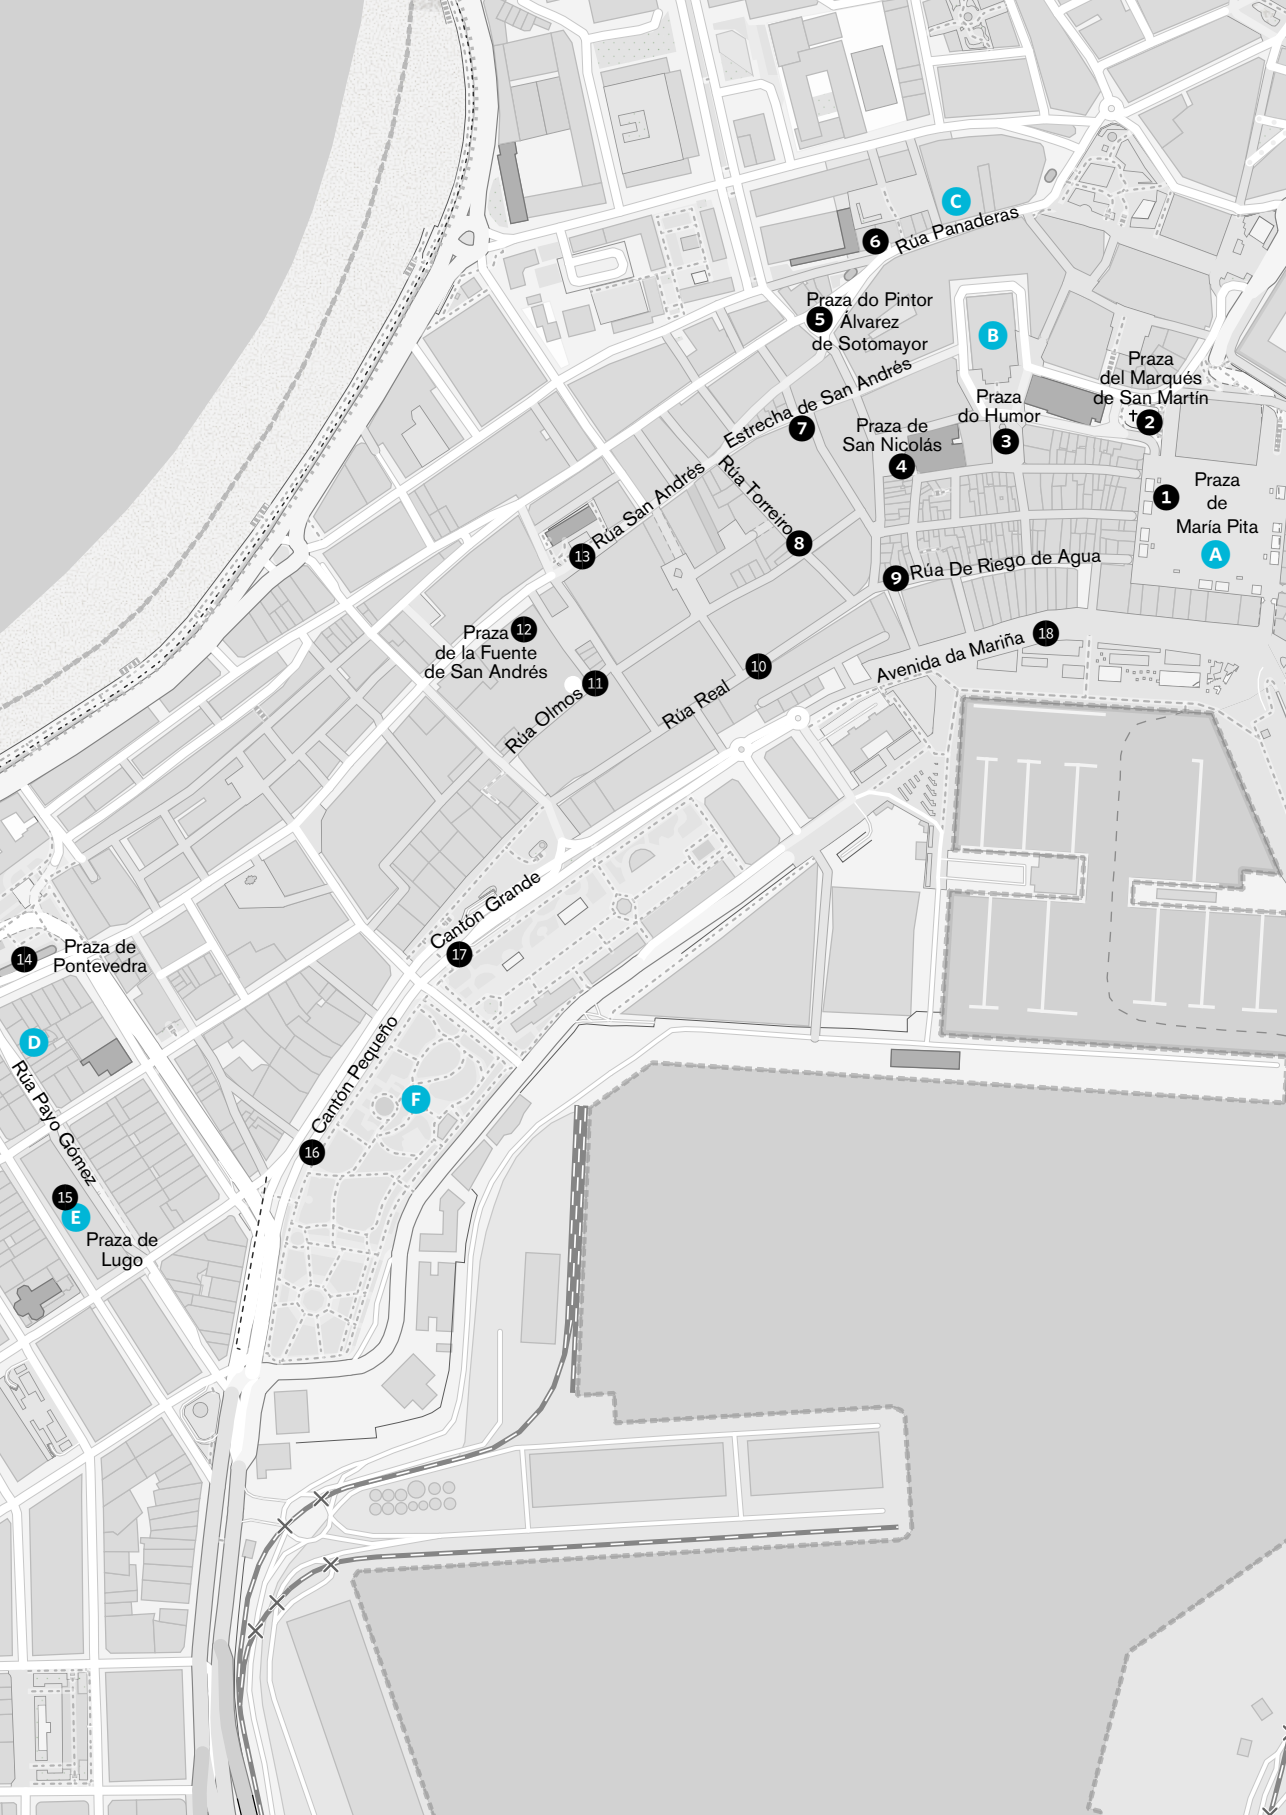 C
6
Rúa Panaderas
Praza do Pintor
5
Álvarez
de Sotomayor
B
Praza
del Marqués
de San Martín
2
Estrecha de San Andrés
7
Praza
do Humor
3
Praza de
San Nicolás
4
Praza
de
María Pita
1
A
Rúa San Andrés
13
Rúa Torreiro
8
9
Rúa De Riego de Agua
12
Praza
de la Fuente
de San Andrés
18
Avenida da Mariña
11
Rúa Olmos
10
Rúa Real
Cantón Grande
17
14
Praza de
Pontevedra
D
Rúa Payo Gómez
Cantón Pequeño
F
16
15
E
Praza de
Lugo